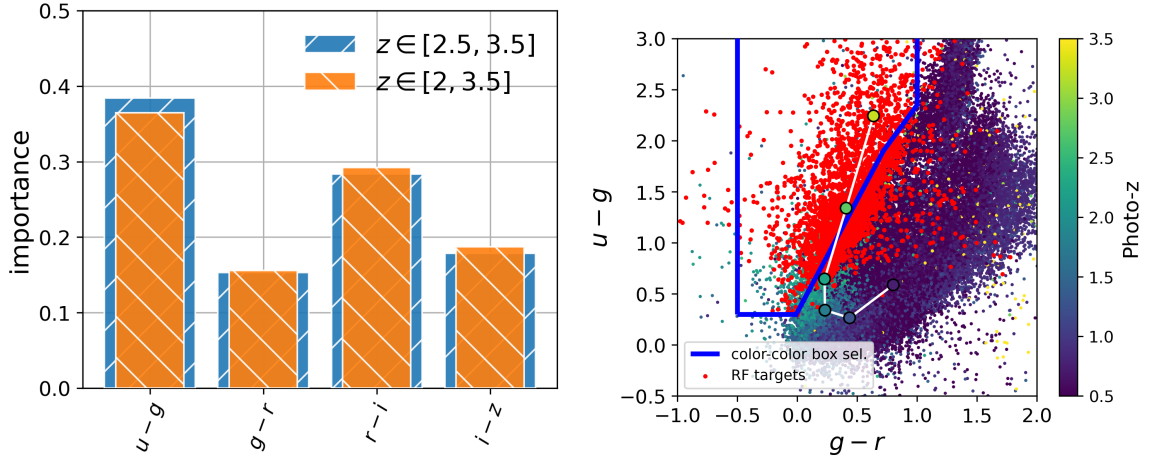 0.5
0.4
0.3
0.2
0.1
0.0
importance
z ∈ [2.5, 3.5]
z ∈ [2, 3.5]
u − g
g − r
r − i
i − z
3.0
2.5
2.0
1.5
1.0
0.5
0.0
−0.5
u − g
color-color box sel.
RF targets
−1.0 −0.5 0.0 0.5 1.0 1.5 2.0
g − r
3.5
3.0
2.5
2.0
1.5
1.0
0.5
Photo-z